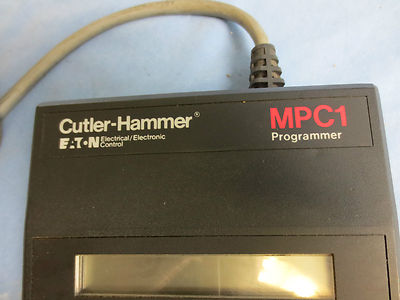 Cutler-Hammer®
EATON Electrical/Electronic
Control
MPC1
Programmer